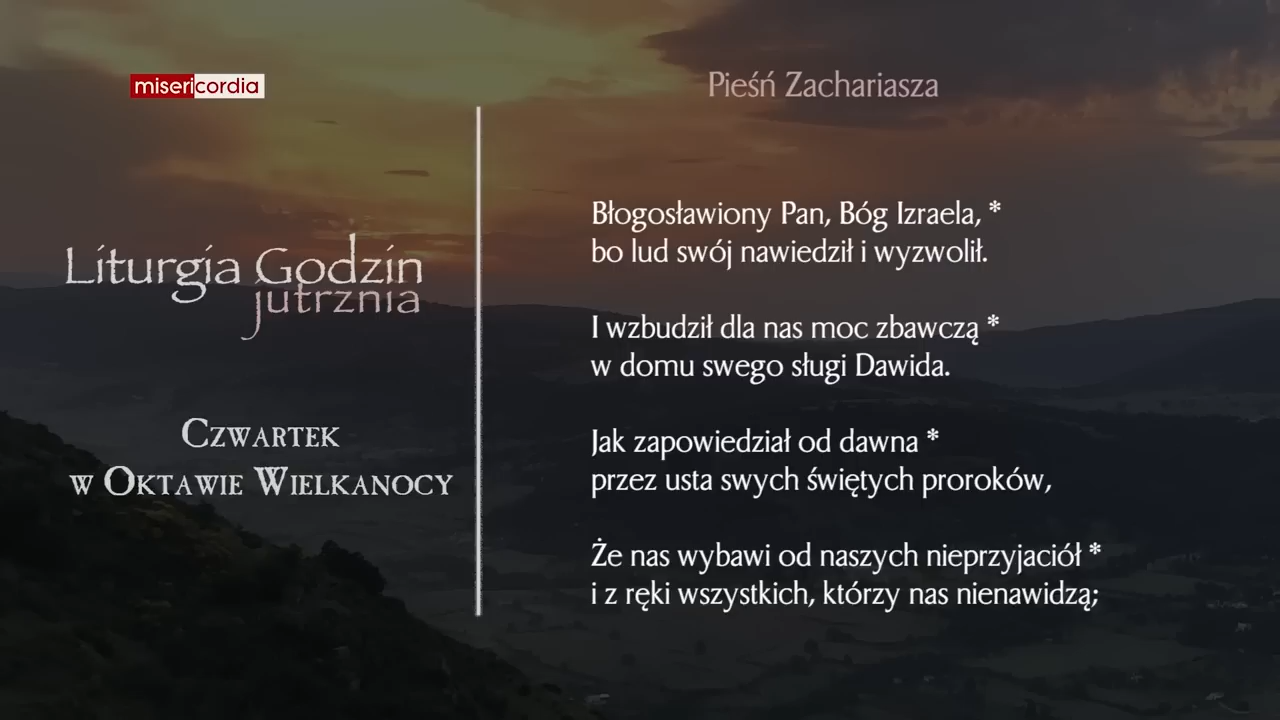 misericordia
Liturgia Godzin
jutrznia
Czwartek
w Oktawie Wielkanocy
Pieśń Zachariasza
Błogosławiony Pan, Bóg Izraela, *
bo lud swój nawiedził i wyzwolił.
I wzbudził dla nas moc zbawczą *
w domu swego sługi Dawida.
Jak zapowiedział od dawna *
przez usta swych świętych proroków,
Że nas wybawi od naszych nieprzyjaciół *
i z ręki wszystkich, którzy nas nienawidzą;